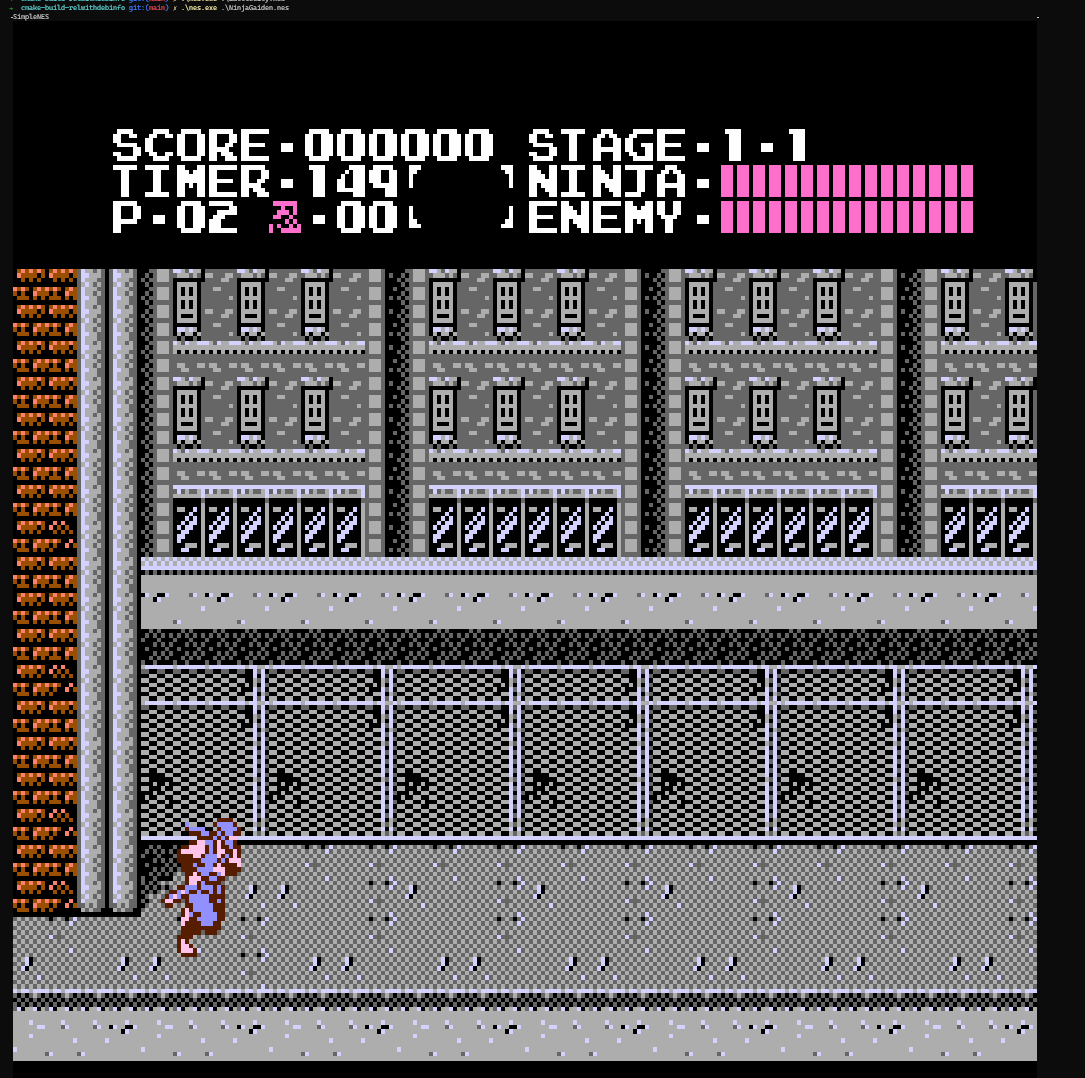 cmake-build-relwithdebinfo git:(main) ✗ .\nes.exe .\NinjaGaiden.nes
SimpleNES
SCORE-000000 STAGE-1-1
TIMER-149 NINJA-
P-02 -00 ENEMY-